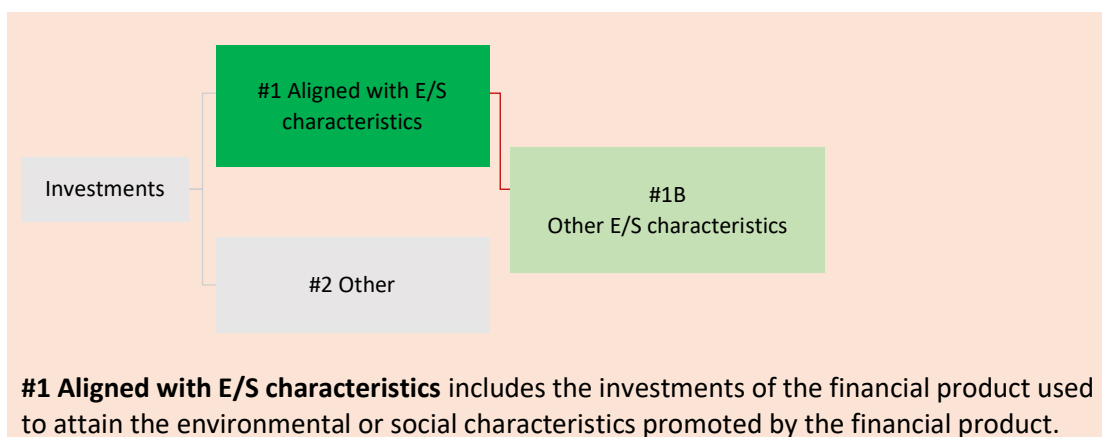 #1 Aligned with E/S
characteristics
Investments
#1B
Other E/S characteristics
#2 Other
#1 Aligned with E/S characteristics includes the investments of the financial product used
to attain the environmental or social characteristics promoted by the financial product.